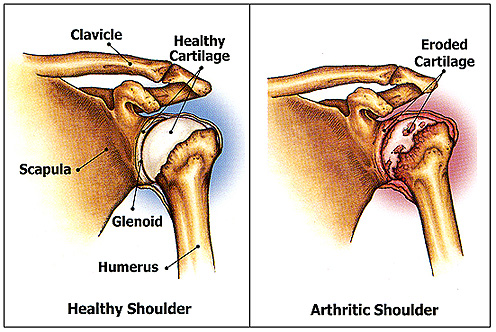 Clavicle
Healthy
Cartilage
Scapula
Glenoid
Humerus
Healthy Shoulder
Eroded
Cartilage
Arthritic Shoulder